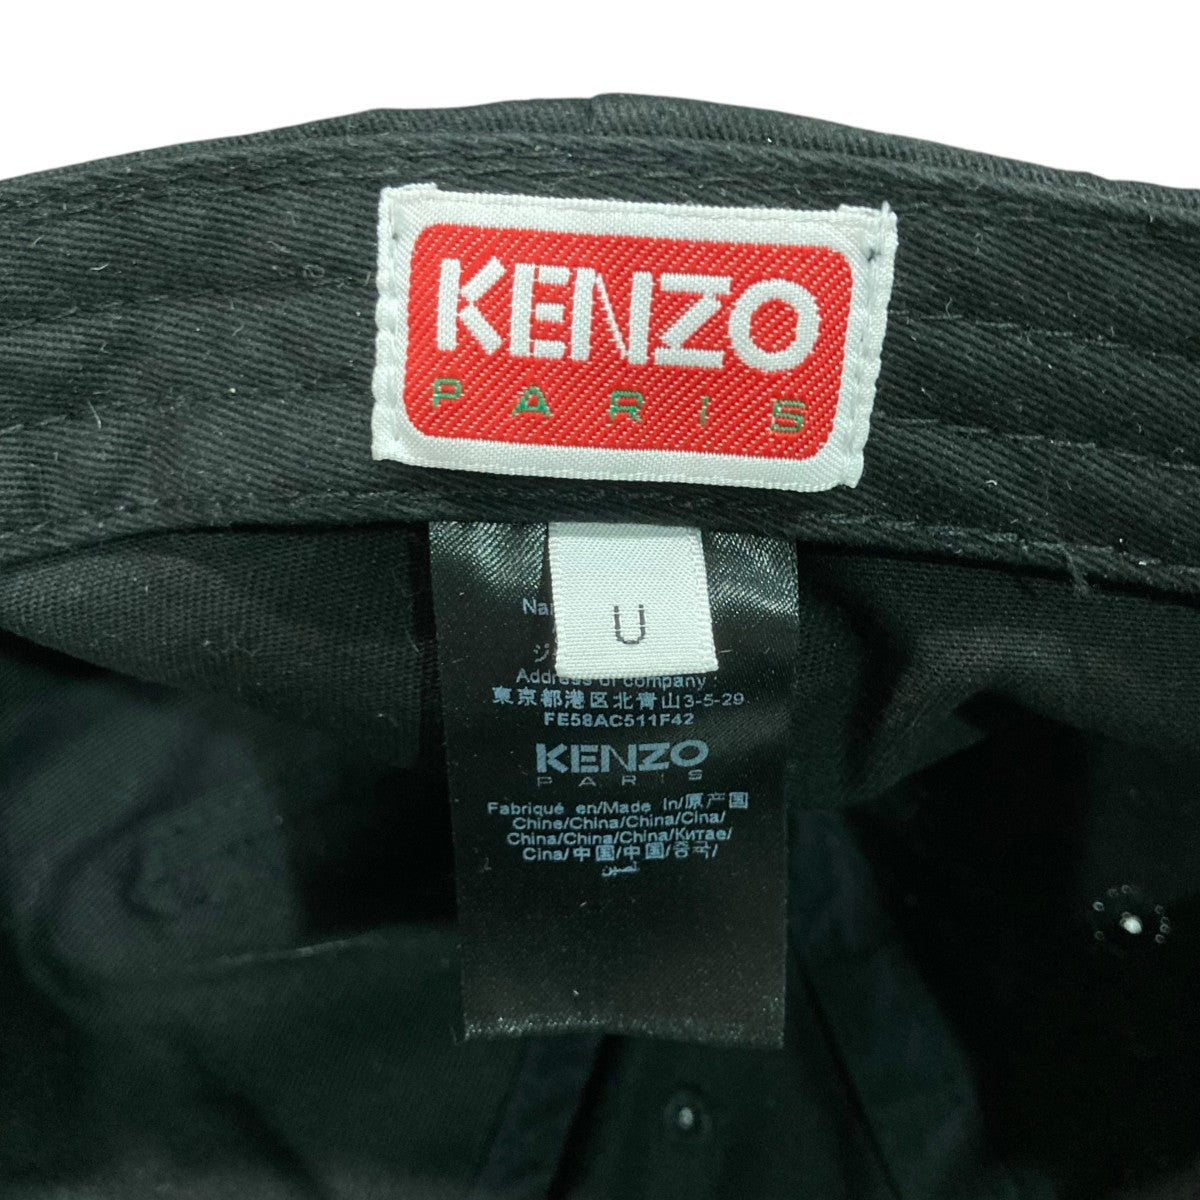 KENZO
PARIS
U
Address of company :
東京都港区北青山3-5-29
FE58AC511F42
KENZO
PARIS
Fabriqué en/Made In/原产国
Chine/China/China/Cina/
China/China/China/Китае/
Cina/中国/中国/중국/
الصين